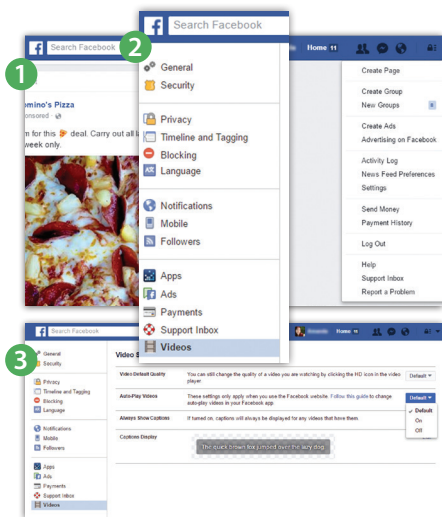 1
Search Facebook
Home 11
omino's Pizza
onsored
m for this deal. Carry out all
week only.
Create Page
Create Group
New Groups
Create Ads
Advertising on Facebook
Activity Log
News Feed Preferences
Settings
Send Money
Payment History
Log Out
Help
Support Inbox
Report a Problem
2
Search Facebook
General
Security
Privacy
Timeline and Tagging
Blocking
Language
Notifications
Mobile
Followers
Apps
Ads
Payments
Support Inbox
Videos
3
Search Facebook
Home 11
General
Security
Privacy
Timeline and Tagging
Blocking
Language
Notifications
Mobile
Followers
Apps
Ads
Payments
Support Inbox
Videos
Video S
Video Default Quality
You can still change the quality of a video you are watching by clicking the HD icon in the video
player.
Default
Auto-Play Videos
These settings only apply when you use the Facebook website. Follow this guide to change
auto-play videos in your Facebook app.
Default
Default
On
Off
Always Show Captions
If turned on, captions will always be displayed for any videos that have them.
Captions Display
The quick brown fox jumped over the lazy dog.